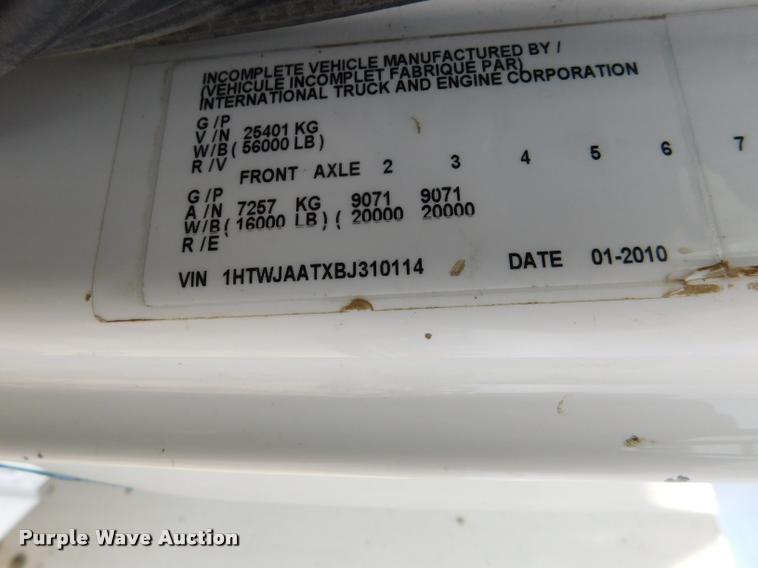 INCOMPLETE VEHICLE MANUFACTURED BY /
(VEHICULE INCOMPLET FABRIQUE PAR)
INTERNATIONAL TRUCK AND ENGINE CORPORATION
G /P
V /N 25401 KG
W/B( 56000 LB)
R /V
FRONT AXLE 2 3 4 5 6 7
G /P
A /N 7257 KG 9071 9071
W/B( 16000 LB) ( 20000 20000
R /E
VIN 1HTWJAATXBJ310114 DATE 01-2010
Purple Wave Auction